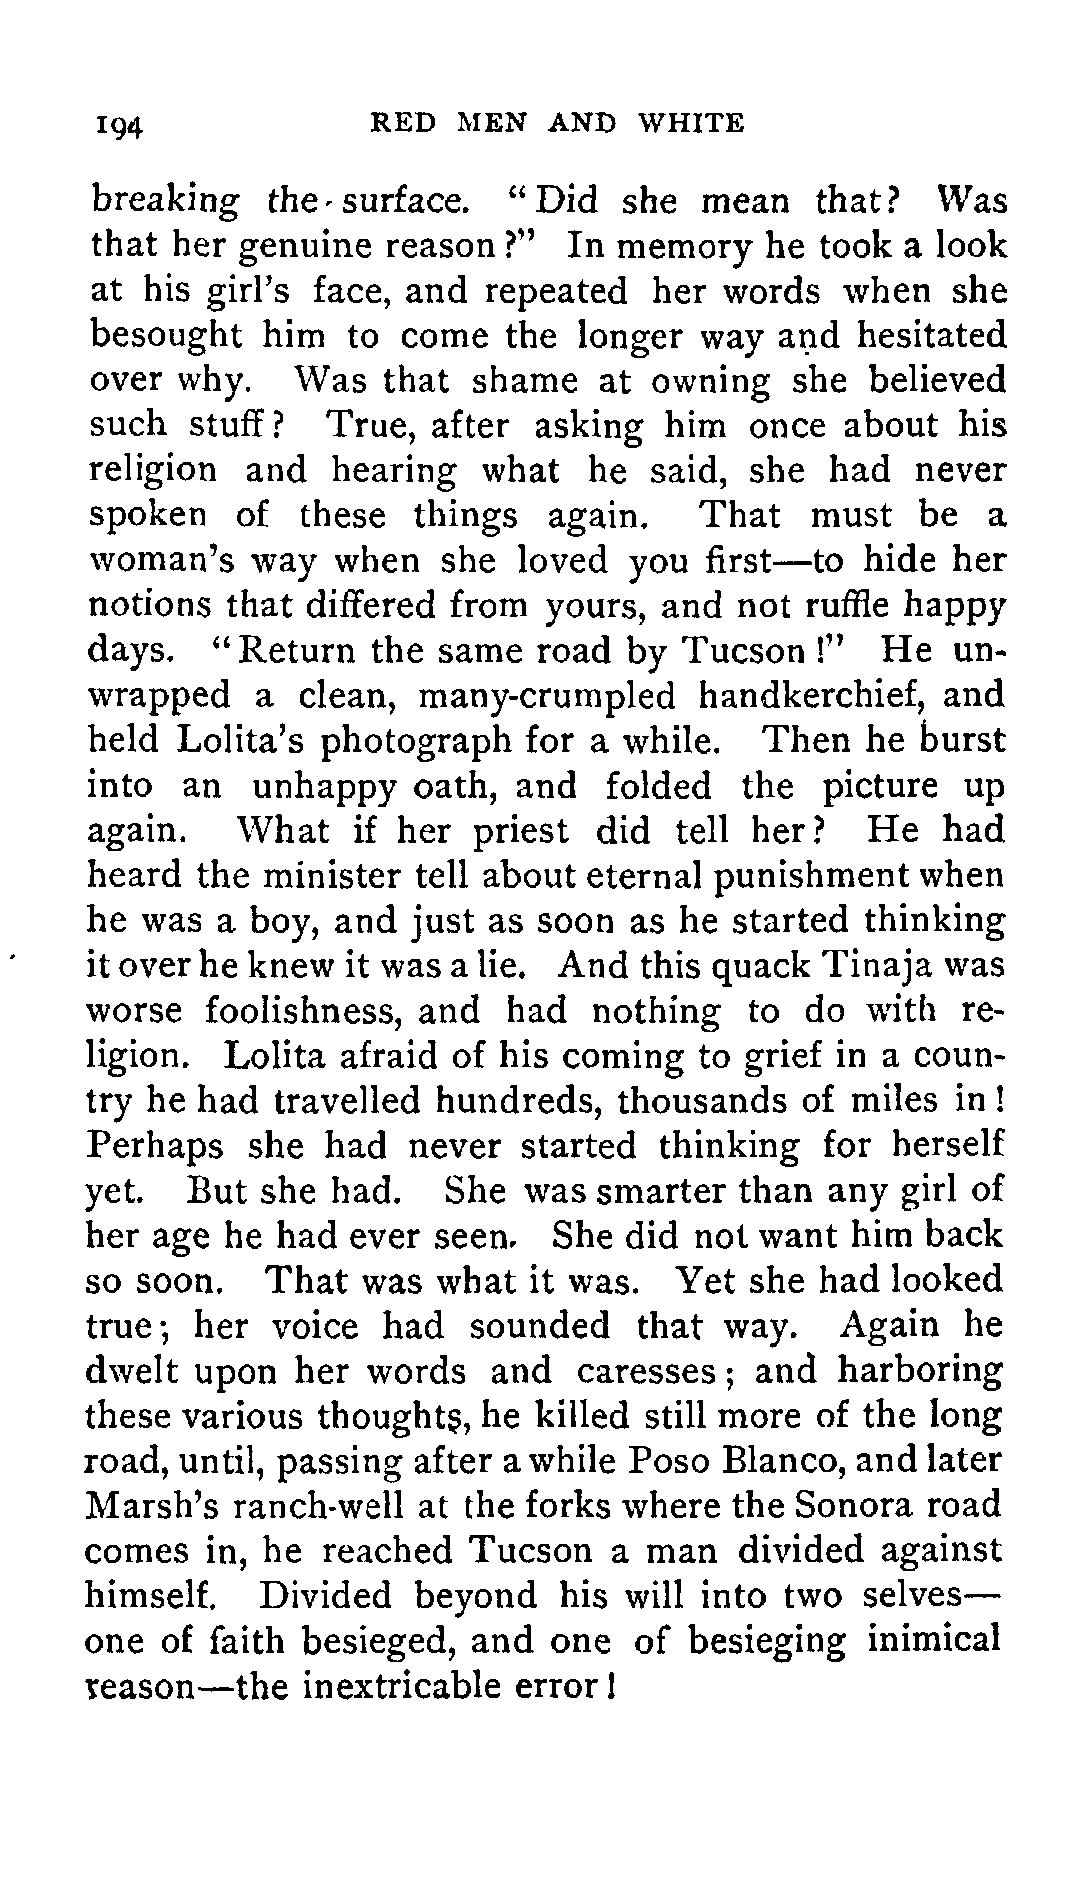 194 RED MEN AND WHITE
breaking the surface. "Did she mean that? Was
that her genuine reason?" In memory he took a look
at his girl's face, and repeated her words when she
besought him to come the longer way and hesitated
over why. Was that shame at owning she believed
such stuff? True, after asking him once about his
religion and hearing what he said, she had never
spoken of these things again. That must be a
woman's way when she loved you first—to hide her
notions that differed from yours, and not ruffle happy
days. "Return the same road by Tucson!" He un-
wrapped a clean, many-crumpled handkerchief, and
held Lolita's photograph for a while. Then he burst
into an unhappy oath, and folded the picture up
again. What if her priest did tell her? He had
heard the minister tell about eternal punishment when
he was a boy, and just as soon as he started thinking
it over he knew it was a lie. And this quack Tinaja was
worse foolishness, and had nothing to do with re-
ligion. Lolita afraid of his coming to grief in a coun-
try he had travelled hundreds, thousands of miles in!
Perhaps she had never started thinking for herself
yet. But she had. She was smarter than any girl of
her age he had ever seen. She did not want him back
so soon. That was what it was. Yet she had looked
true; her voice had sounded that way. Again he
dwelt upon her words and caresses; and harboring
these various thoughts, he killed still more of the long
road, until, passing after a while Poso Blanco, and later
Marsh's ranch-well at the forks where the Sonora road
comes in, he reached Tucson a man divided against
himself. Divided beyond his will into two selves—
one of faith besieged, and one of besieging inimical
reason—the inextricable error!